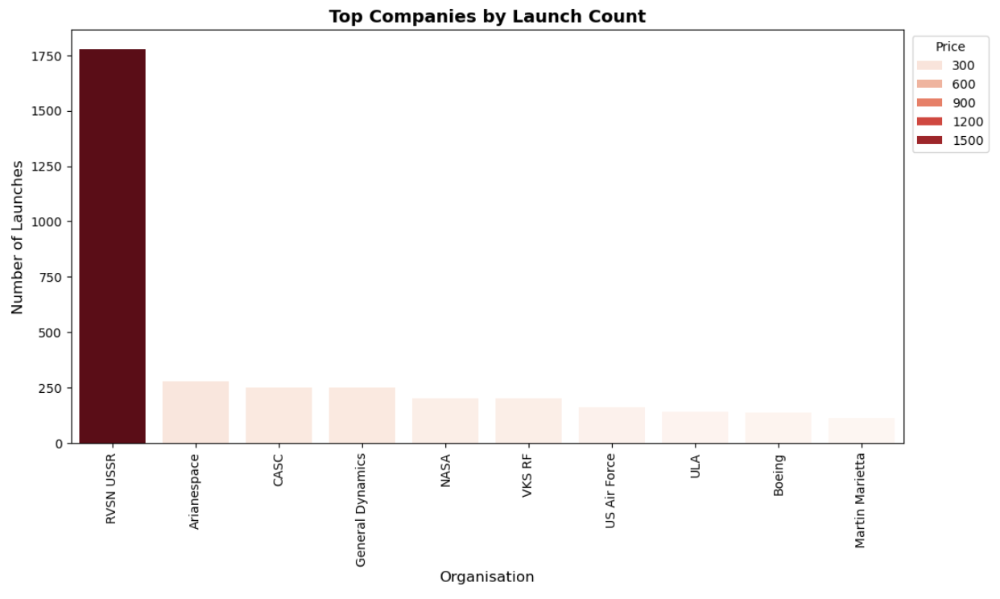 Top Companies by Launch Count
Number of Launches
1750
1500
1250
1000
750
500
250
0
RVSN USSR
Arianespace
CASC
General Dynamics
NASA
VKS RF
US Air Force
ULA
Boeing
Martin Marietta
Organisation
Price
300
600
900
1200
1500